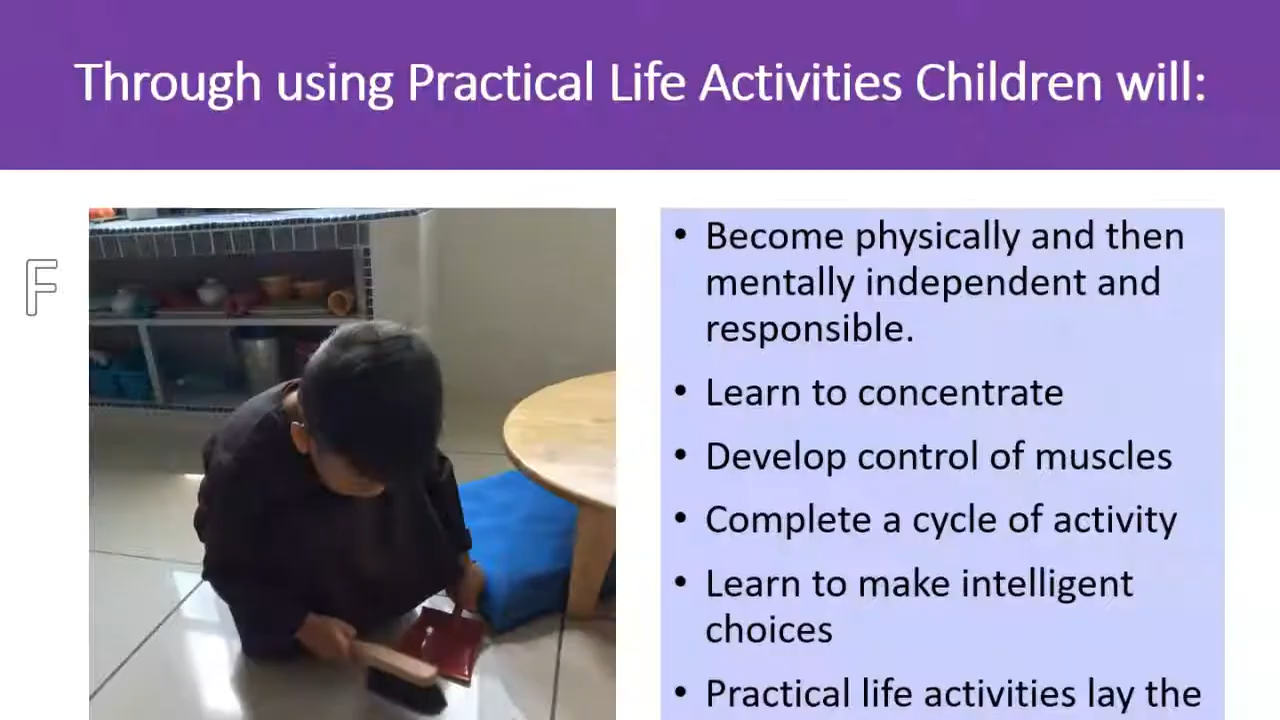 Through using Practical Life Activities Children will:
F
• Become physically and then
mentally independent and
responsible.
• Learn to concentrate
• Develop control of muscles
• Complete a cycle of activity
• Learn to make intelligent
choices
• Practical life activities lay the